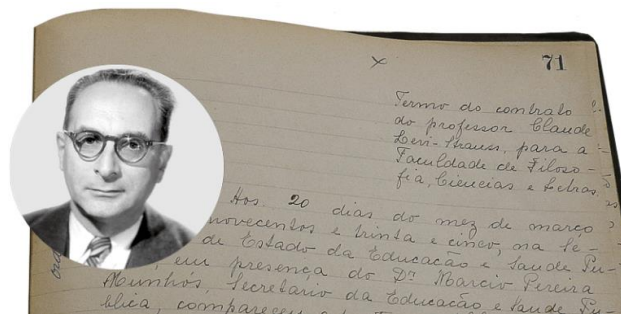 71
Termo do contrato
do professor Claude
Levi-Strauss, para a
Faculdade de Filoso-
fia, Ciencias e Letras.
Aos 20 dias do mez de março
novecentos e trinta e cinco, na Se-
de Estado da Educacão e Saude Pu-
em presença do Dr. Marcio Pereira
Munhós, Secretario da Educacão e Saude Pu-
blica, compareceu